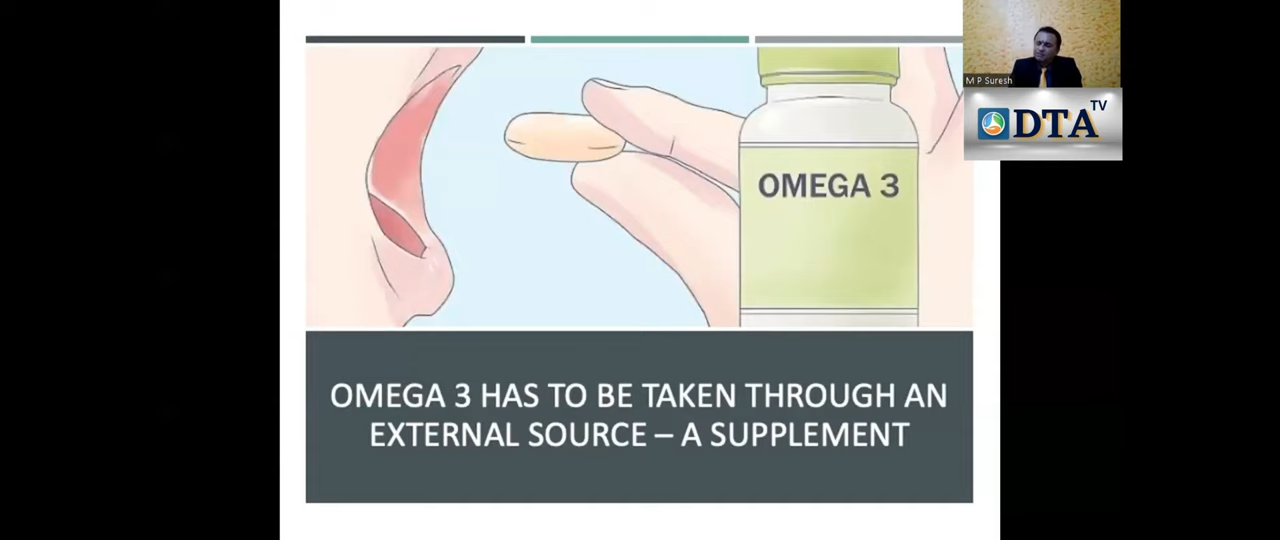 M P Suresh
DTA TV
OMEGA 3
OMEGA 3 HAS TO BE TAKEN THROUGH AN
EXTERNAL SOURCE – A SUPPLEMENT